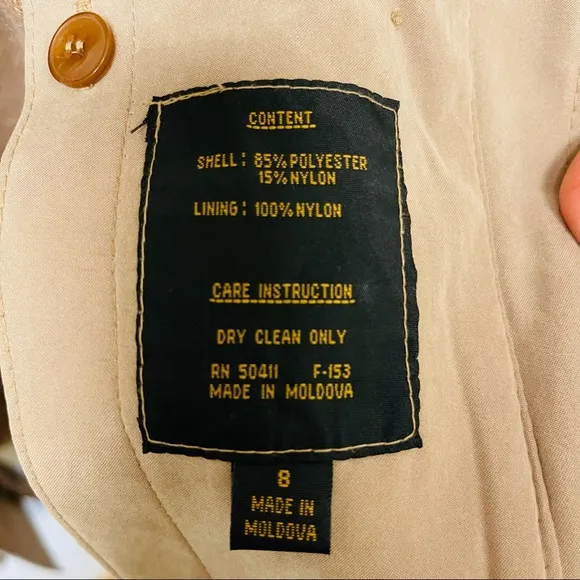 CONTENT
SHELL: 85% POLYESTER
15% NYLON
LINING: 100% NYLON
CARE INSTRUCTION
DRY CLEAN ONLY
RN 50411 F-153
MADE IN MOLDOVA
8
MADE IN
MOLDOVA